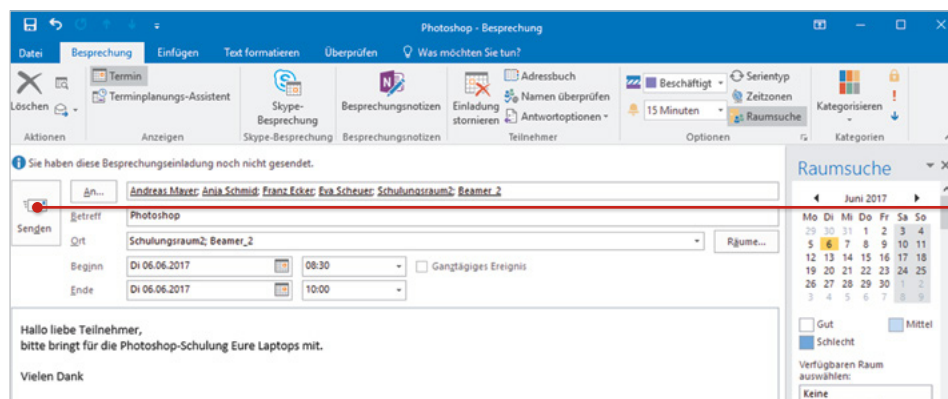 Photoshop - Besprechung
Datei Besprechung Einfügen Text formatieren Überprüfen Was möchten Sie tun?
Löschen
Aktionen
Termin
Terminplanungs-Assistent
Anzeigen
Skype-
Besprechung
Skype-Besprechung
Besprechungsnotizen
Besprechungsnotizen
Einladung
stornieren
Adressbuch
Namen überprüfen
Antwortoptionen
Teilnehmer
Beschäftigt
15 Minuten
Serientyp
Zeitzonen
Raumsuche
Optionen
Kategorisieren
Kategorien
Sie haben diese Besprechungseinladung noch nicht gesendet.
Senden
An... Andreas Mayer; Anja Schmid; Franz Ecker; Eva Scheuer; Schulungsraum2; Beamer_2
Betreff Photoshop
Ort Schulungsraum2; Beamer_2 Räume...
Beginn Di 06.06.2017 08:30 Ganztägiges Ereignis
Ende Di 06.06.2017 10:00
Hallo liebe Teilnehmer,
bitte bringt für die Photoshop-Schulung Eure Laptops mit.
Vielen Dank
Raumsuche
Juni 2017
Mo Di Mi Do Fr Sa So
29 30 31 1 2 3 4
5 6 7 8 9 10 11
12 13 14 15 16 17 18
19 20 21 22 23 24 25
26 27 28 29 30 1 2
3 4 5 6 7 8 9
Gut Mittel
Schlecht
Verfügbaren Raum
auswählen:
Keine